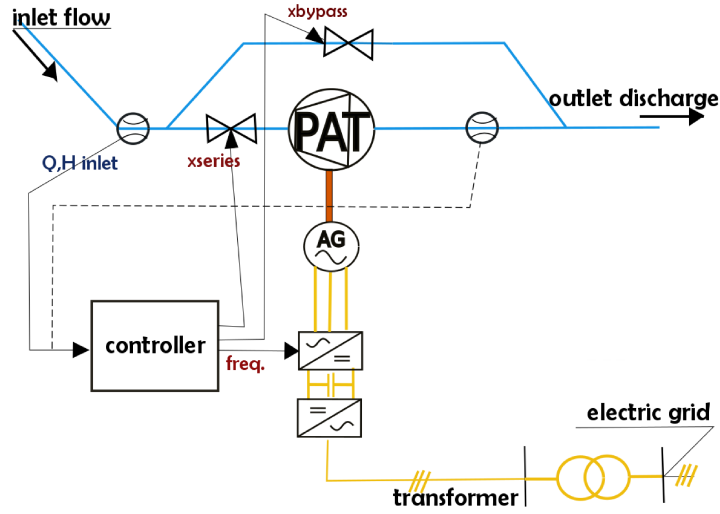 inlet flow
xbypass
outlet discharge
PAT
Q,H inlet
xseries
AG
controller
freq.
electric grid
transformer